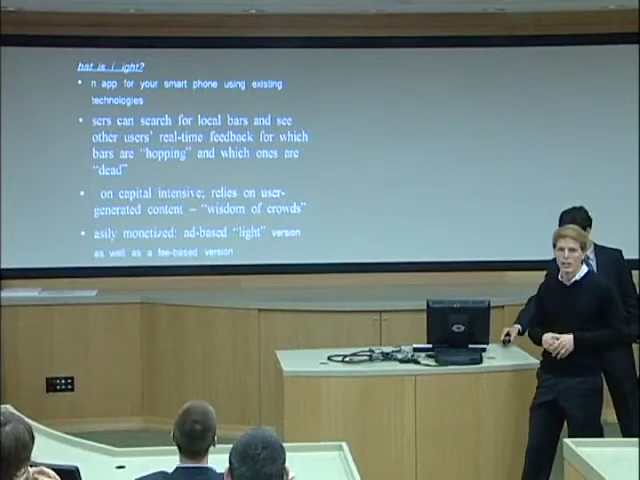 hat is i ight?
• n app for your smart phone using existing
technologies
• sers can search for local bars and see
other users' real-time feedback for which
bars are "hopping" and which ones are
"dead"
• on capital intensive; relies on user-
generated content – "wisdom of crowds"
• asily monetized: ad-based "light" version
as well as a fee-based version